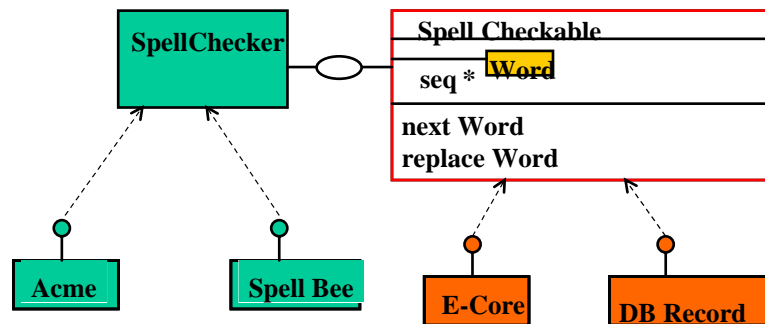 SpellChecker
Spell Checkable
Word
seq *
next Word
replace Word
Acme
Spell Bee
E-Core
DB Record